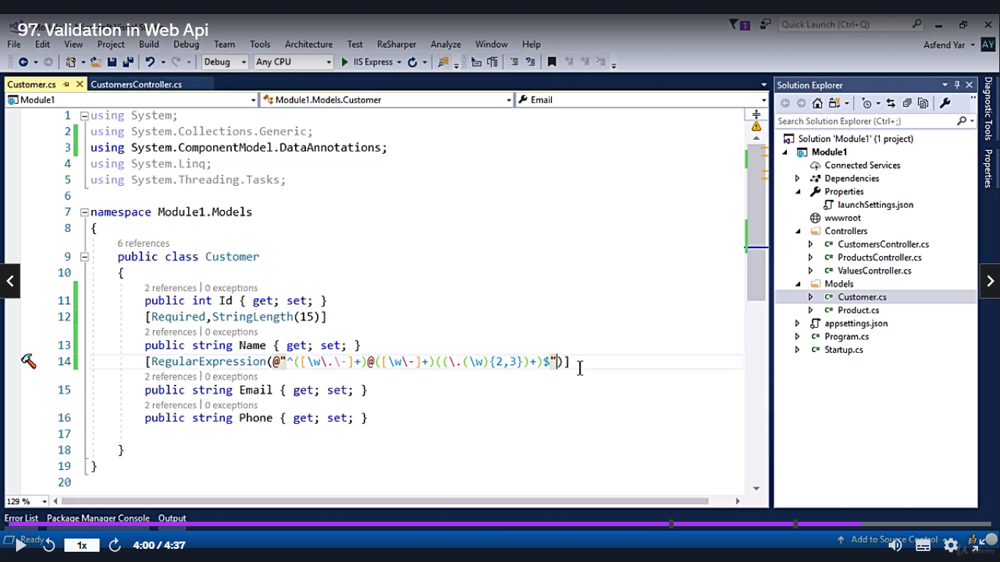 97. Validation in Web Api
Quick Launch (Ctrl+Q)
File Edit View Project Build Debug Team Tools Architecture Test ReSharper Analyze Window Help
Asfend Yar AY
Debug Any CPU IIS Express
Customer.cs CustomersController.cs
Module1 Module1.Models.Customer Email
1 using System;
2 using System.Collections.Generic;
3 using System.ComponentModel.DataAnnotations;
4 using System.Linq;
5 using System.Threading.Tasks;
6
7 namespace Module1.Models
8 {
6 references
9 public class Customer
10 {
2 references | 0 exceptions
11 public int Id { get; set; }
12 [Required,StringLength(15)]
2 references | 0 exceptions
13 public string Name { get; set; }
14 [RegularExpression(@"^([\w\.\-]+)@([\w\-]+)((\.(\w){2,3})+)$")]
2 references | 0 exceptions
15 public string Email { get; set; }
2 references | 0 exceptions
16 public string Phone { get; set; }
17
18 }
19 }
20
129 %
Solution Explorer
Search Solution Explorer (Ctrl+;)
Solution 'Module1' (1 project)
Module1
Connected Services
Dependencies
Properties
launchSettings.json
wwwroot
Controllers
C# CustomersController.cs
C# ProductsController.cs
C# ValuesController.cs
Models
C# Customer.cs
C# Product.cs
appsettings.json
C# Program.cs
C# Startup.cs
Diagnostic Tools
Properties
Error List Package Manager Console Output
Ready
Add to Source Control
1x 4:00 / 4:37